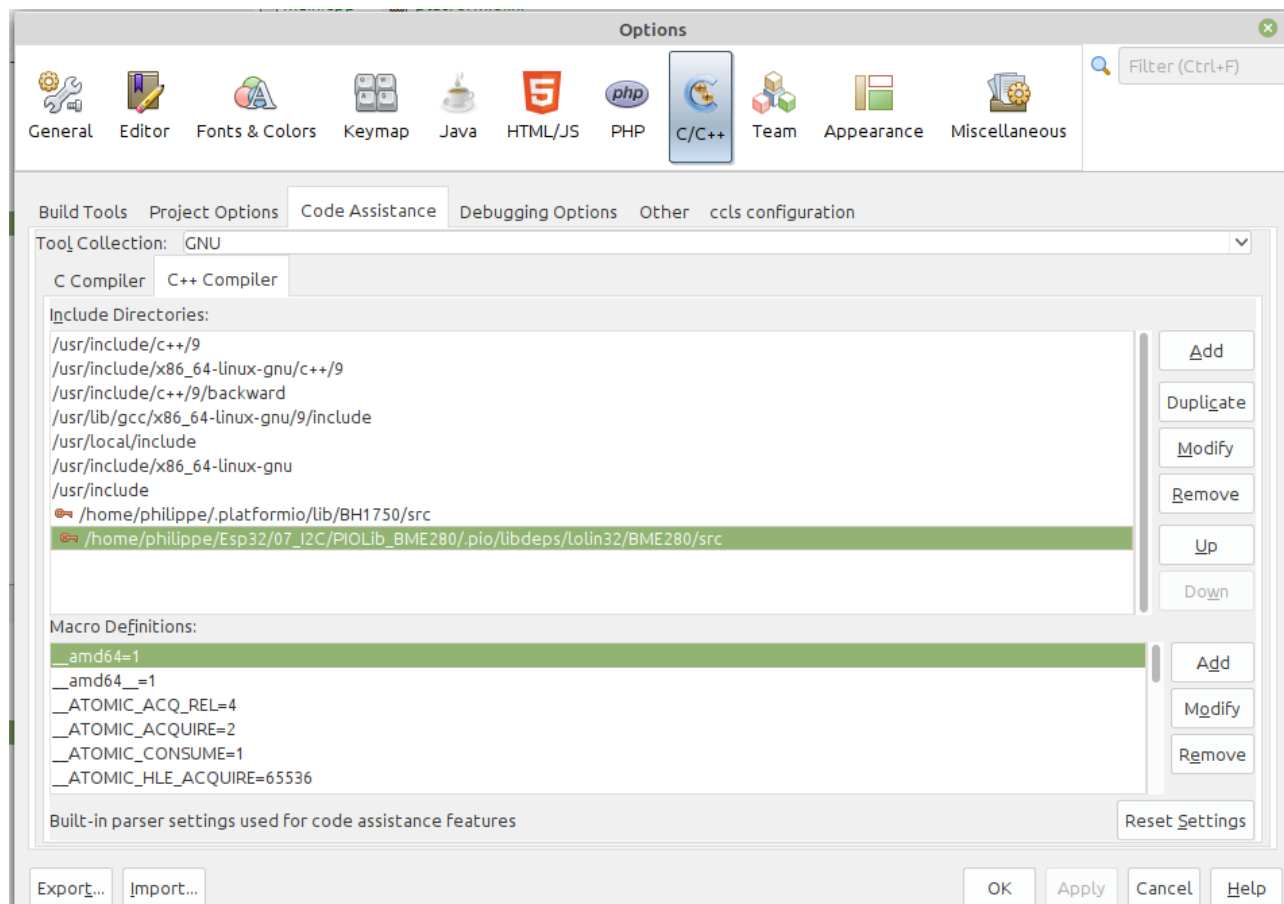 Options
Filter (Ctrl+F)
General Editor Fonts & Colors Keymap Java HTML/JS PHP C/C++ Team Appearance Miscellaneous
Build Tools Project Options Code Assistance Debugging Options Other ccls configuration
Tool Collection: GNU
C Compiler C++ Compiler
Include Directories:
/usr/include/c++/9
Add
/usr/include/x86_64-linux-gnu/c++/9
/usr/include/c++/9/backward
Duplicate
/usr/lib/gcc/x86_64-linux-gnu/9/include
/usr/local/include
Modify
/usr/include/x86_64-linux-gnu
/usr/include
Remove
/home/philippe/.platformio/lib/BH1750/src
/home/philippe/Esp32/07_I2C/PIOLib_BME280/.pio/libdeps/lolin32/BME280/src
Up
Down
Macro Definitions:
__amd64=1
Add
__amd64__=1
__ATOMIC_ACQ_REL=4
__ATOMIC_ACQUIRE=2
Modify
__ATOMIC_CONSUME=1
Remove
__ATOMIC_HLE_ACQUIRE=65536
Built-in parser settings used for code assistance features
Reset Settings
Export... Import... OK Apply Cancel Help
php